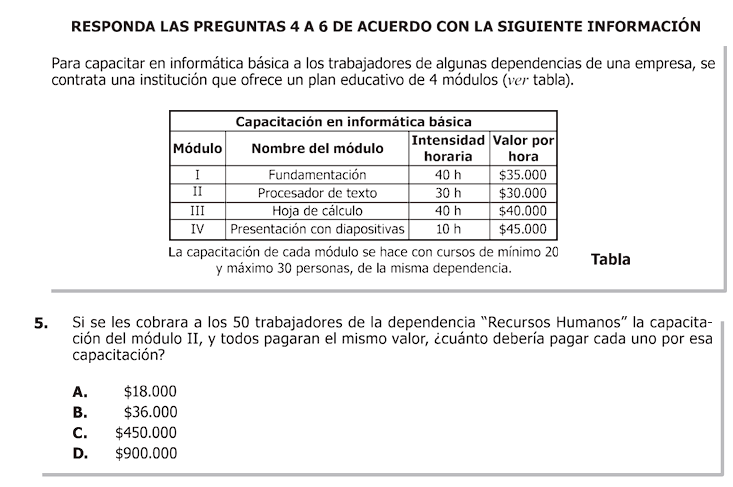 RESPONDA LAS PREGUNTAS 4 A 6 DE ACUERDO CON LA SIGUIENTE INFORMACIÓN
Para capacitar en informática básica a los trabajadores de algunas dependencias de una empresa, se
contrata una institución que ofrece un plan educativo de 4 módulos (ver tabla).
Capacitación en informática básica
Módulo Nombre del módulo Intensidad horaria Valor por hora
I Fundamentación 40 h $35.000
II Procesador de texto 30 h $30.000
III Hoja de cálculo 40 h $40.000
IV Presentación con diapositivas 10 h $45.000
La capacitación de cada módulo se hace con cursos de mínimo 20
y máximo 30 personas, de la misma dependencia.
Tabla
5. Si se les cobrara a los 50 trabajadores de la dependencia “Recursos Humanos” la capacita-
ción del módulo II, y todos pagaran el mismo valor, ¿cuánto debería pagar cada uno por esa
capacitación?
A. $18.000
B. $36.000
C. $450.000
D. $900.000